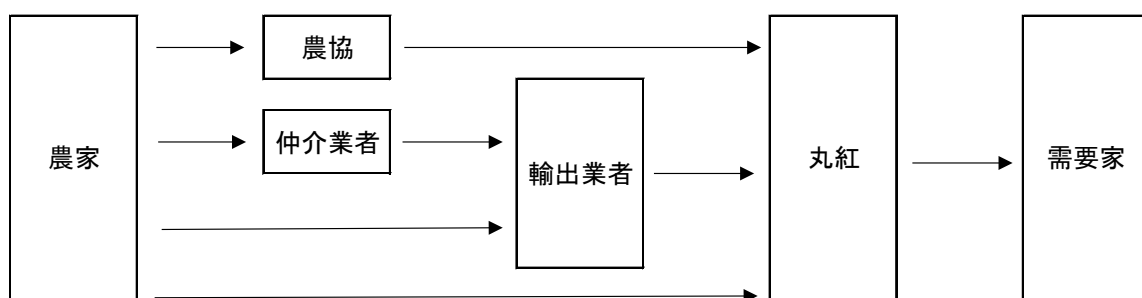 農家
農協
仲介業者
輸出業者
丸紅
需要家